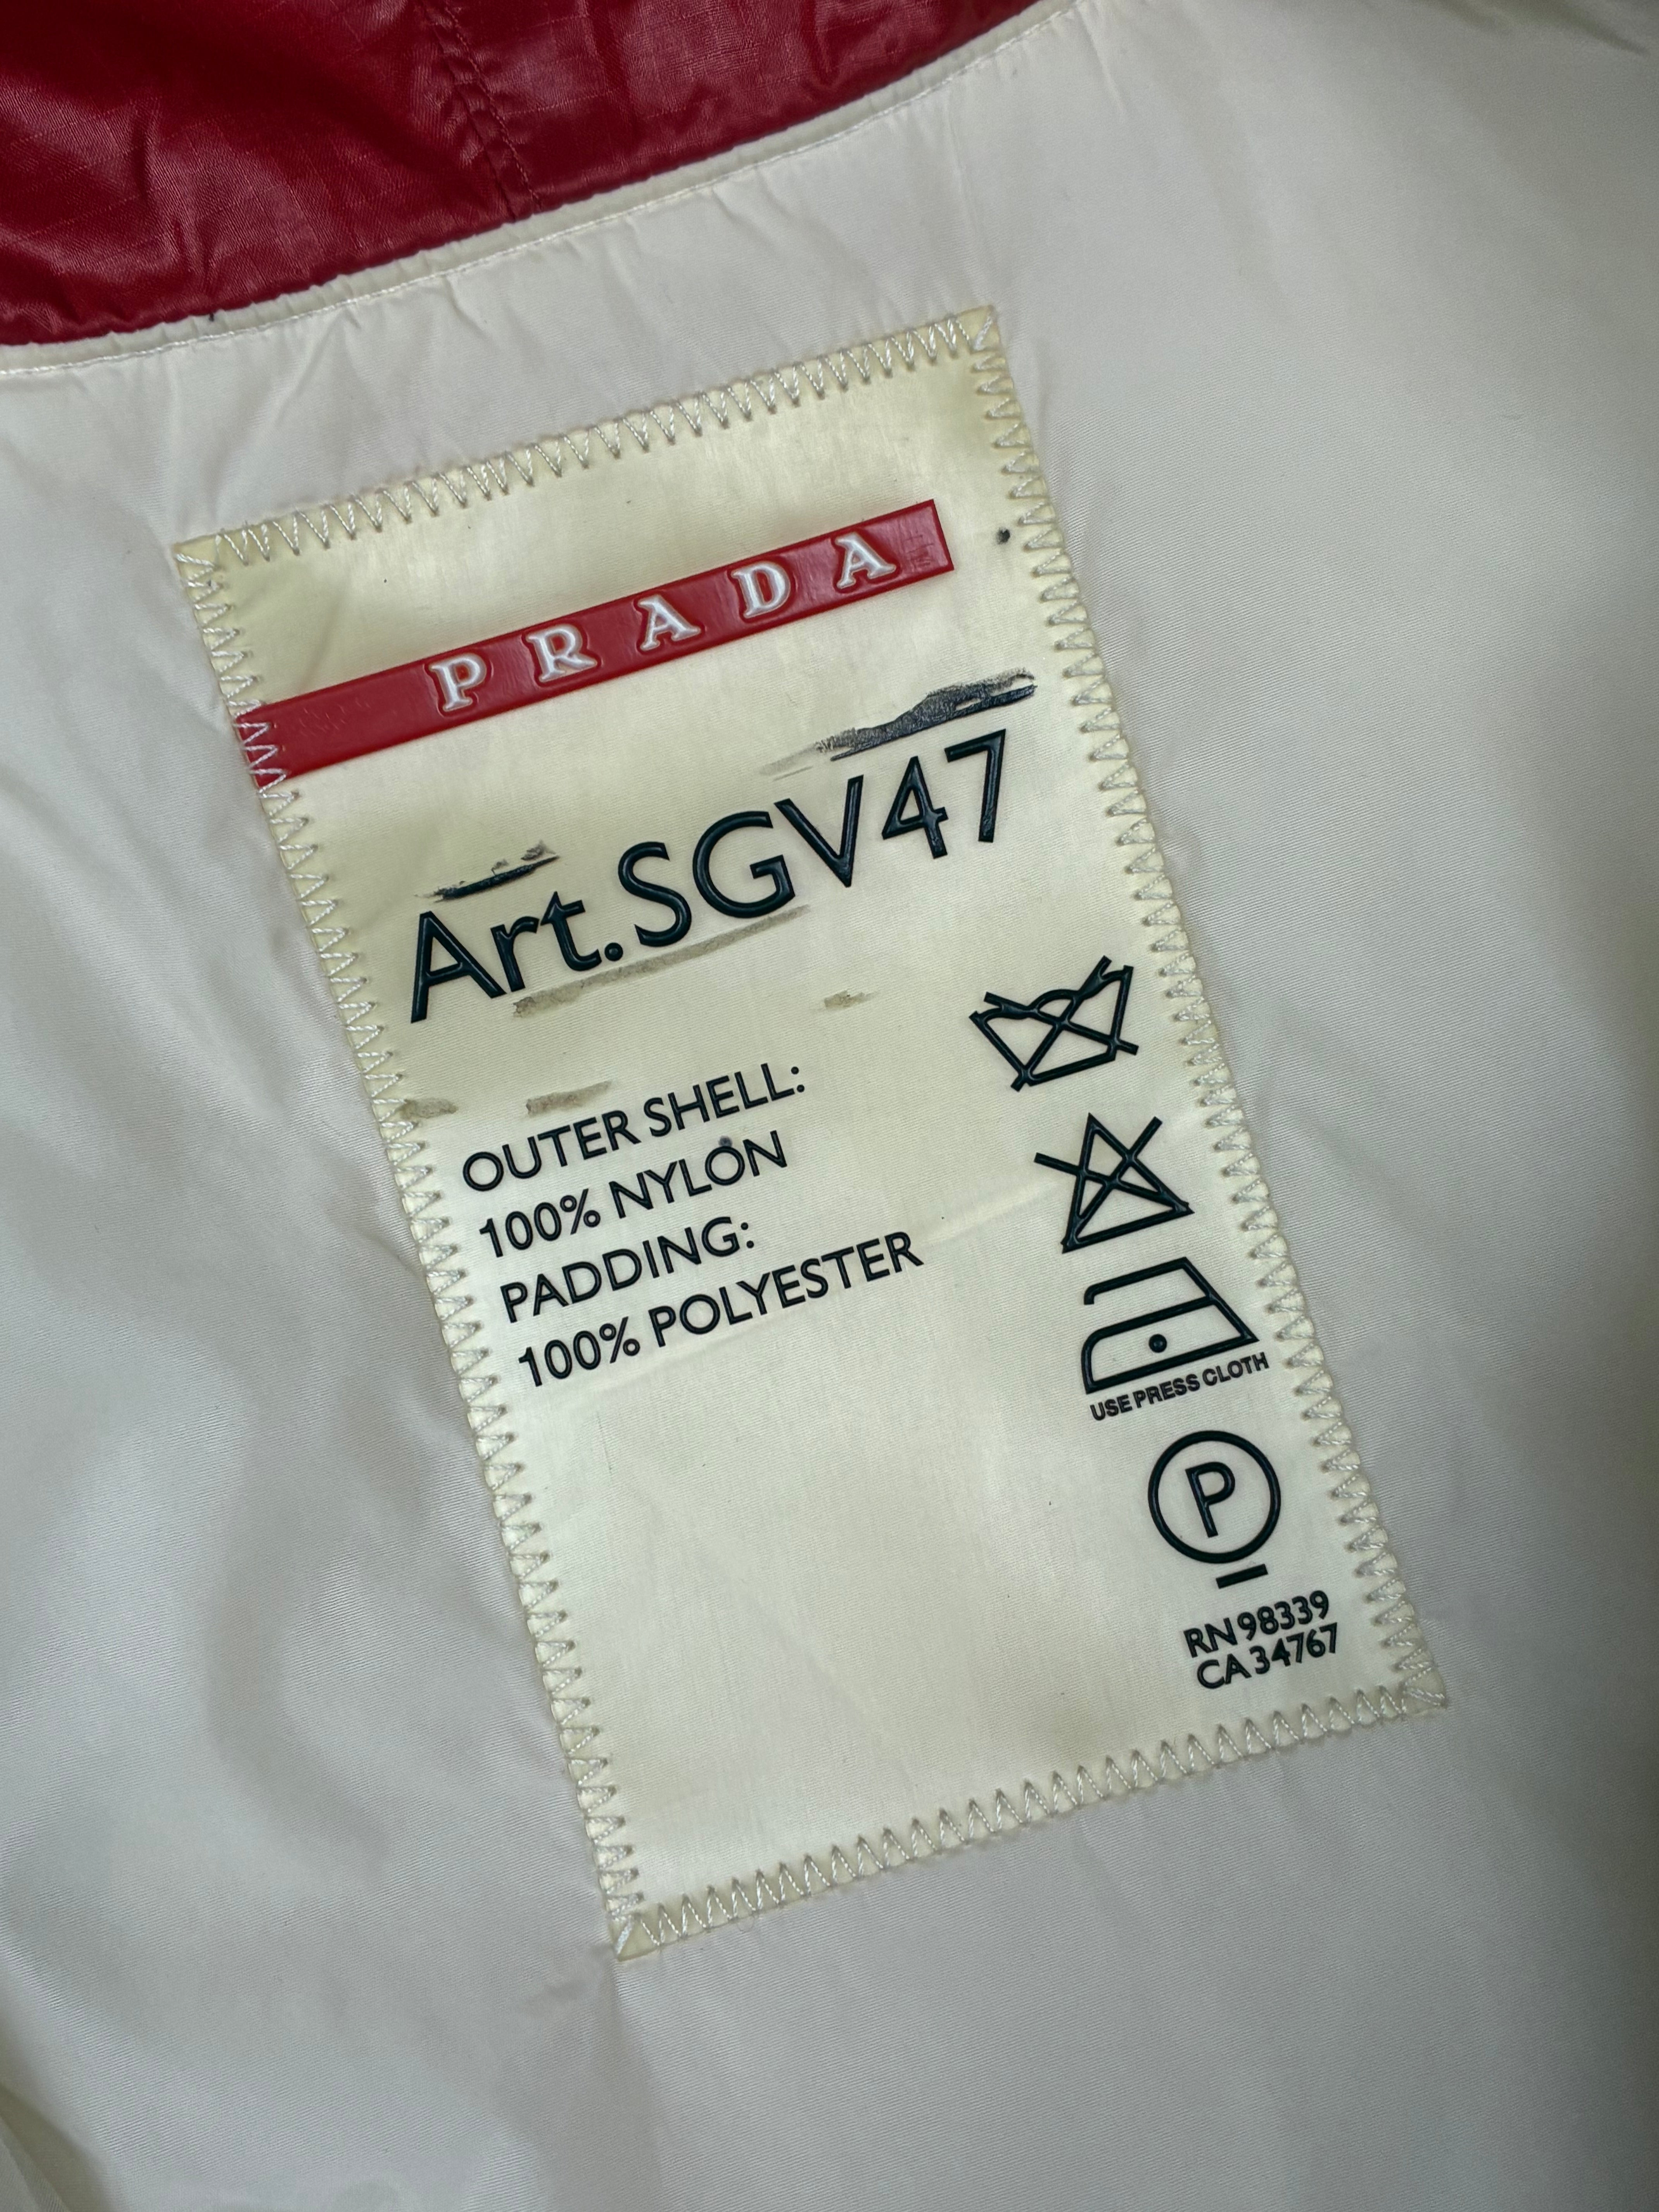 PRADA
Art.SGV47
OUTER SHELL:
100% NYLON
PADDING:
100% POLYESTER
USE PRESS CLOTH
P
RN 98339
CA 34767